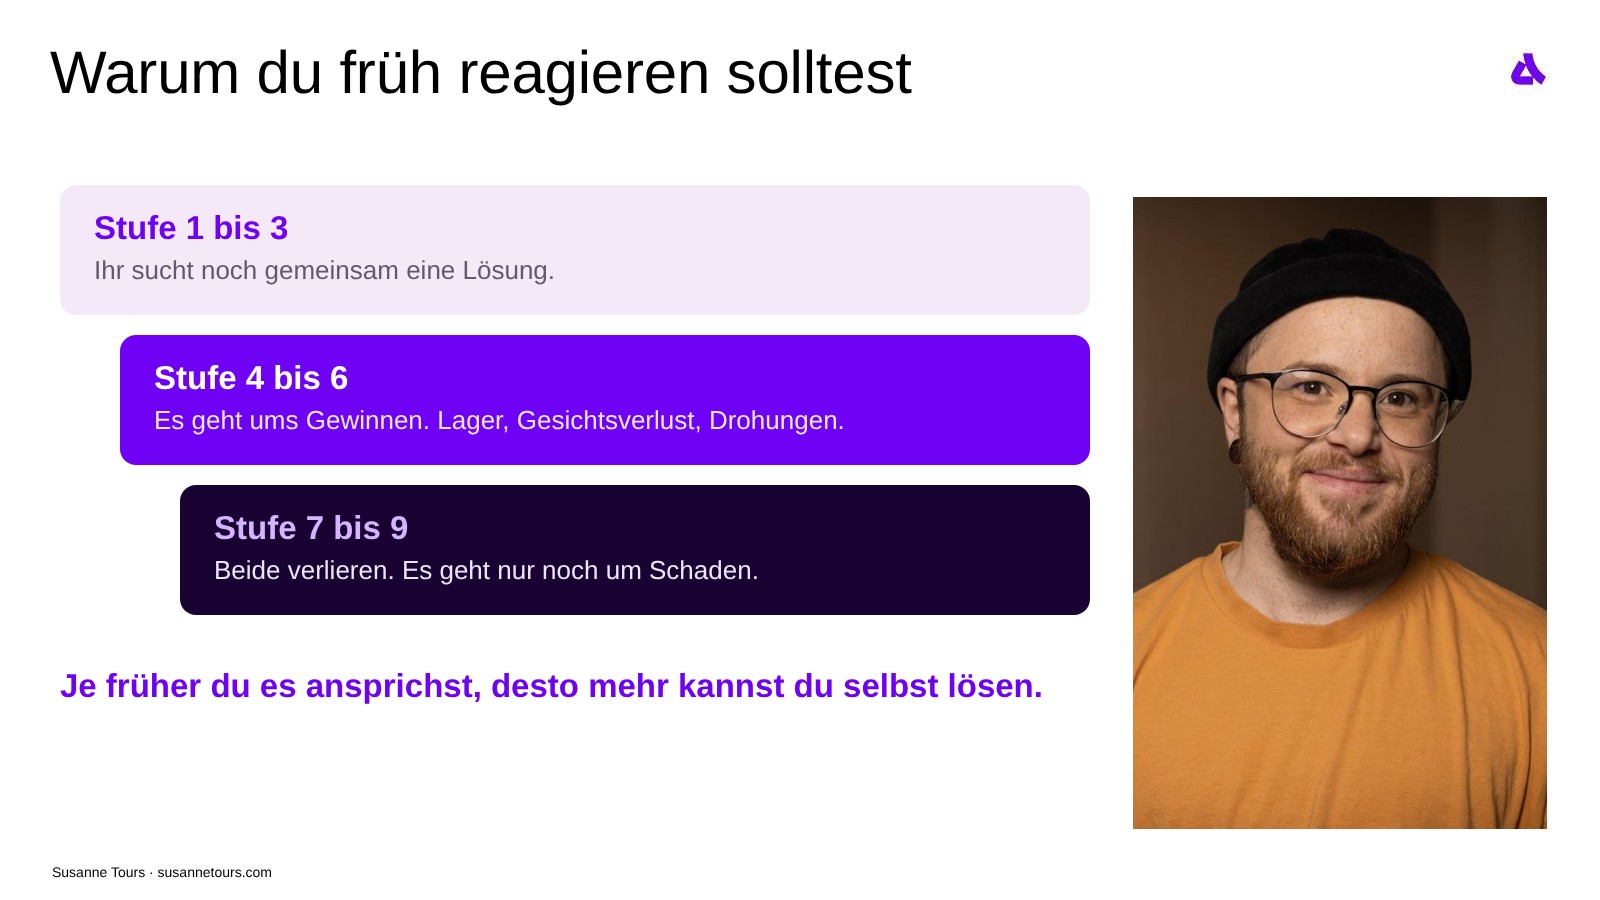 Warum du früh reagieren solltest
Stufe 1 bis 3
Ihr sucht noch gemeinsam eine Lösung.
Stufe 4 bis 6
Es geht ums Gewinnen. Lager, Gesichtsverlust, Drohungen.
Stufe 7 bis 9
Beide verlieren. Es geht nur noch um Schaden.
Je früher du es ansprichst, desto mehr kannst du selbst lösen.
Susanne Tours · susannetours.com